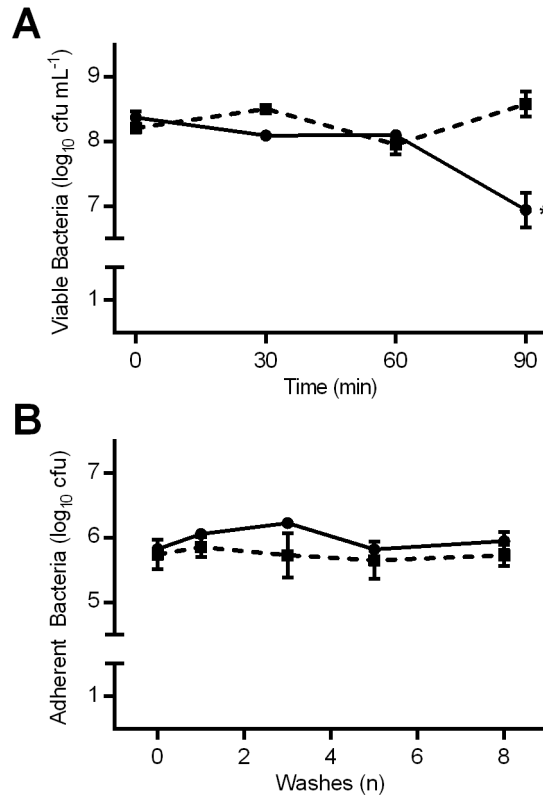 A
Viable Bacteria (log10 cfu mL-1)
9
8
7
1
*
0 30 60 90
Time (min)
B
Adherent Bacteria (log10 cfu)
7
6
5
1
0 2 4 6 8
Washes (n)